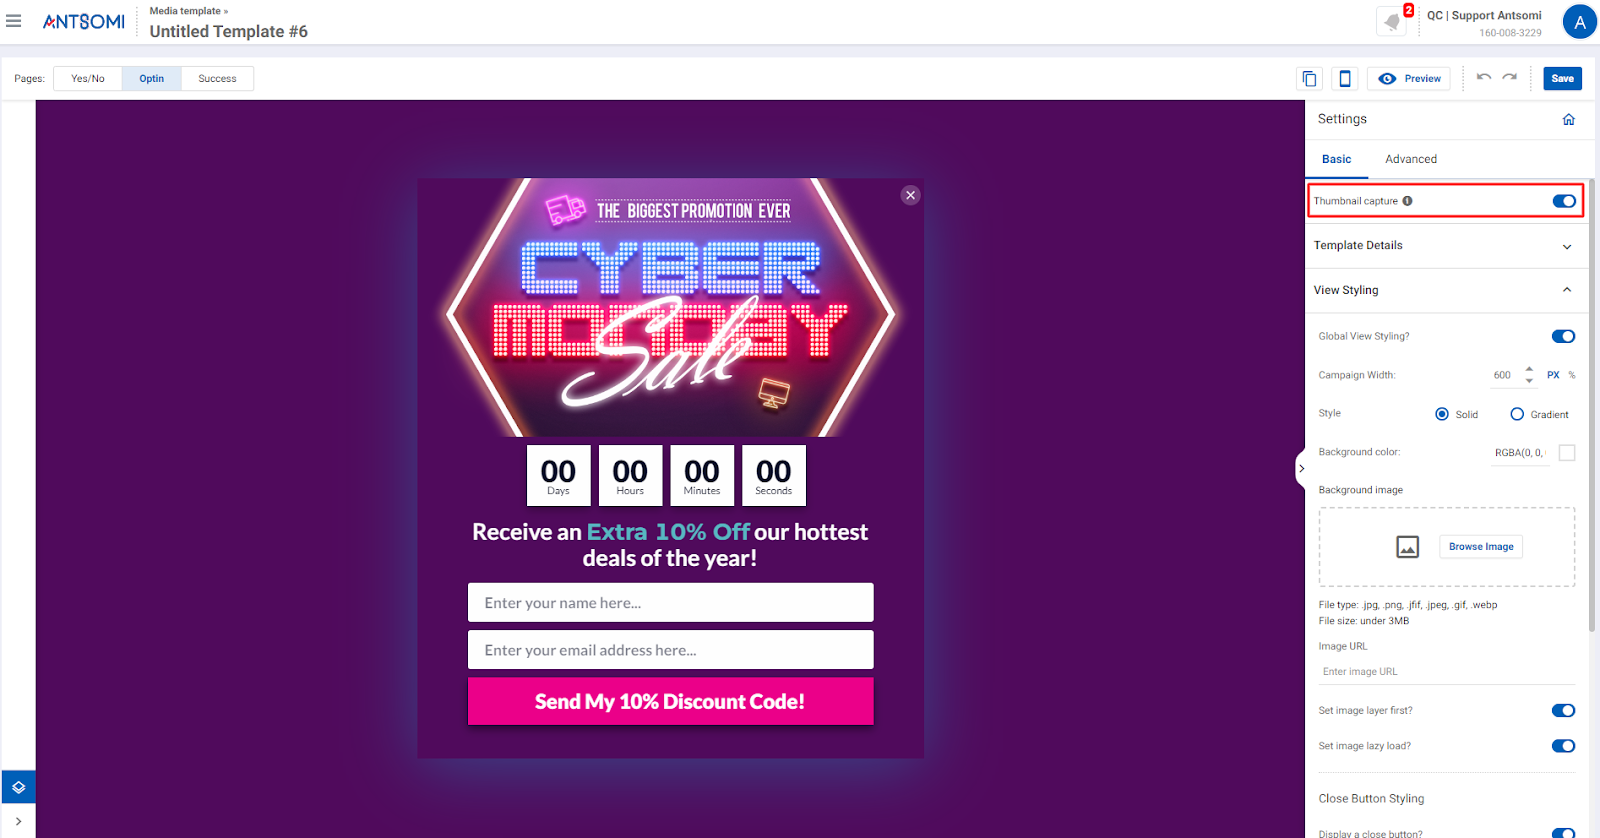 ANTSOMI
Media template »
Untitled Template #6
2
QC | Support Antsomi
160-008-3229
A
Pages:
Yes/No
Optin
Success
Preview
Save
THE BIGGEST PROMOTION EVER
CYBER
MONDAY
Sale
00
Days
00
Hours
00
Minutes
00
Seconds
Receive an Extra 10% Off our hottest
deals of the year!
Enter your name here...
Enter your email address here...
Send My 10% Discount Code!
Settings
Basic
Advanced
Thumbnail capture
Template Details
View Styling
Global View Styling?
Campaign Width:
600
PX
%
Style
Solid
Gradient
Background color:
RGBA(0, 0,
Background image
Browse Image
File type: .jpg, .png, .jfif, .jpeg, .gif, .webp
File size: under 3MB
Image URL
Enter image URL
Set image layer first?
Set image lazy load?
Close Button Styling
Display a close button?